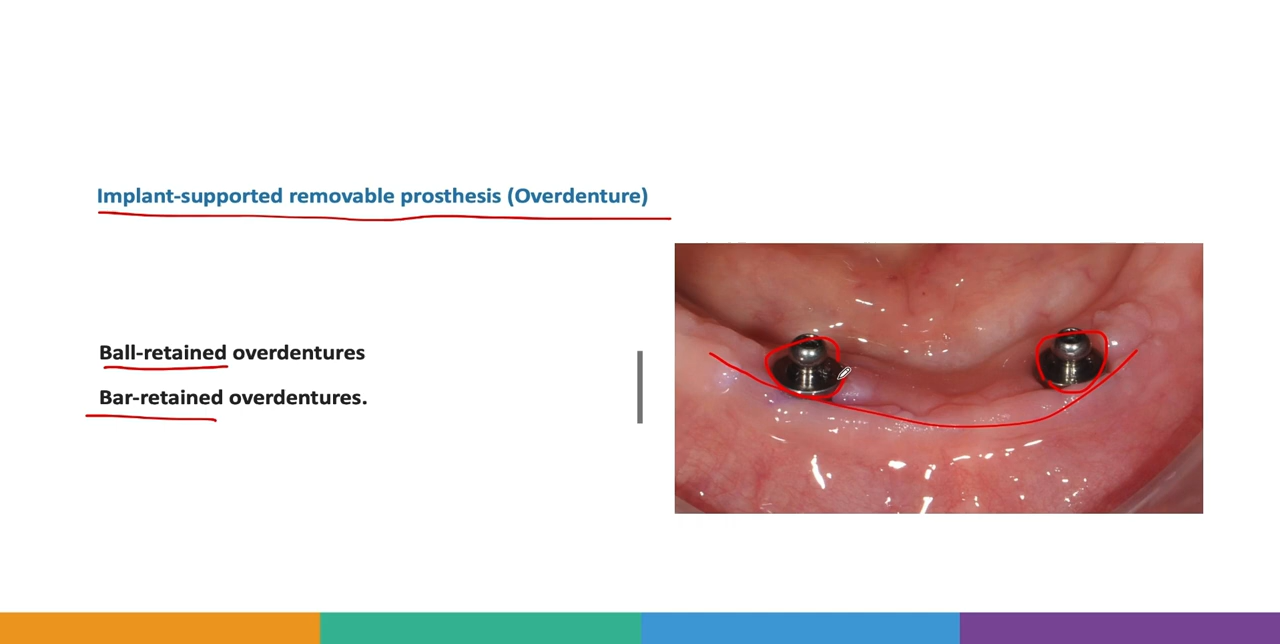 Implant-supported removable prosthesis (Overdenture)
Ball-retained overdentures
Bar-retained overdentures.